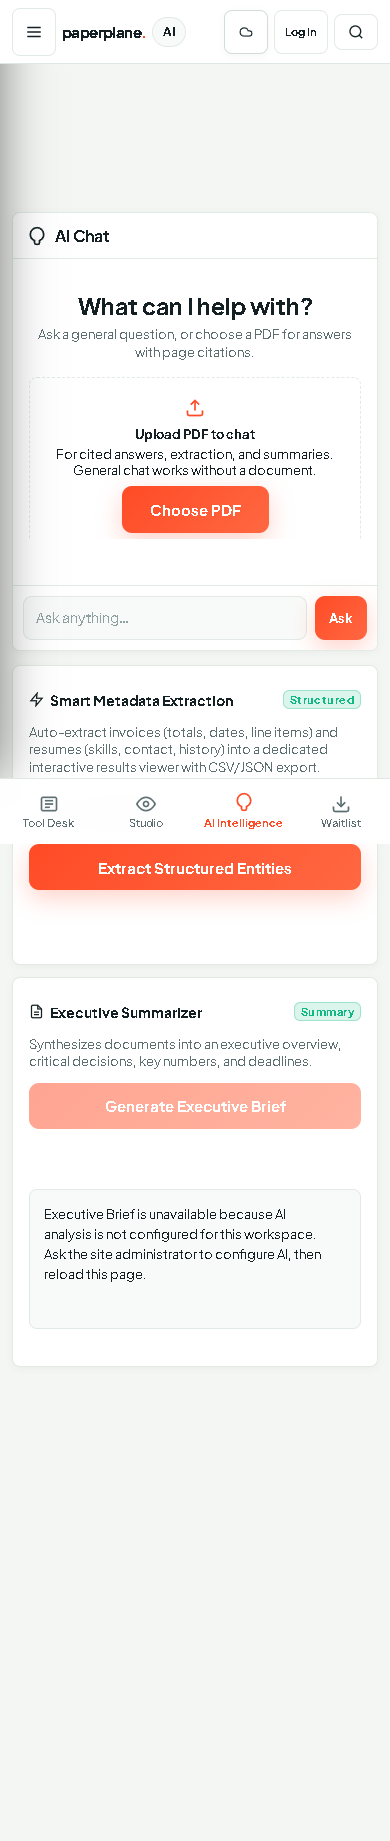 paperplane.
AI
Log in
AI Chat
What can I help with?
Ask a general question, or choose a PDF for answers
with page citations.
Upload PDF to chat
For cited answers, extraction, and summaries.
General chat works without a document.
Choose PDF
Ask anything...
Ask
Smart Metadata Extraction
Structured
Auto-extract invoices (totals, dates, line items) and
resumes (skills, contact, history) into a dedicated
interactive results viewer with CSV/JSON export.
Tool Desk
Studio
AI Intelligence
Waitlist
Extract Structured Entities
Executive Summarizer
Summary
Synthesizes documents into an executive overview,
critical decisions, key numbers, and deadlines.
Generate Executive Brief
Executive Brief is unavailable because AI
analysis is not configured for this workspace.
Ask the site administrator to configure AI, then
reload this page.